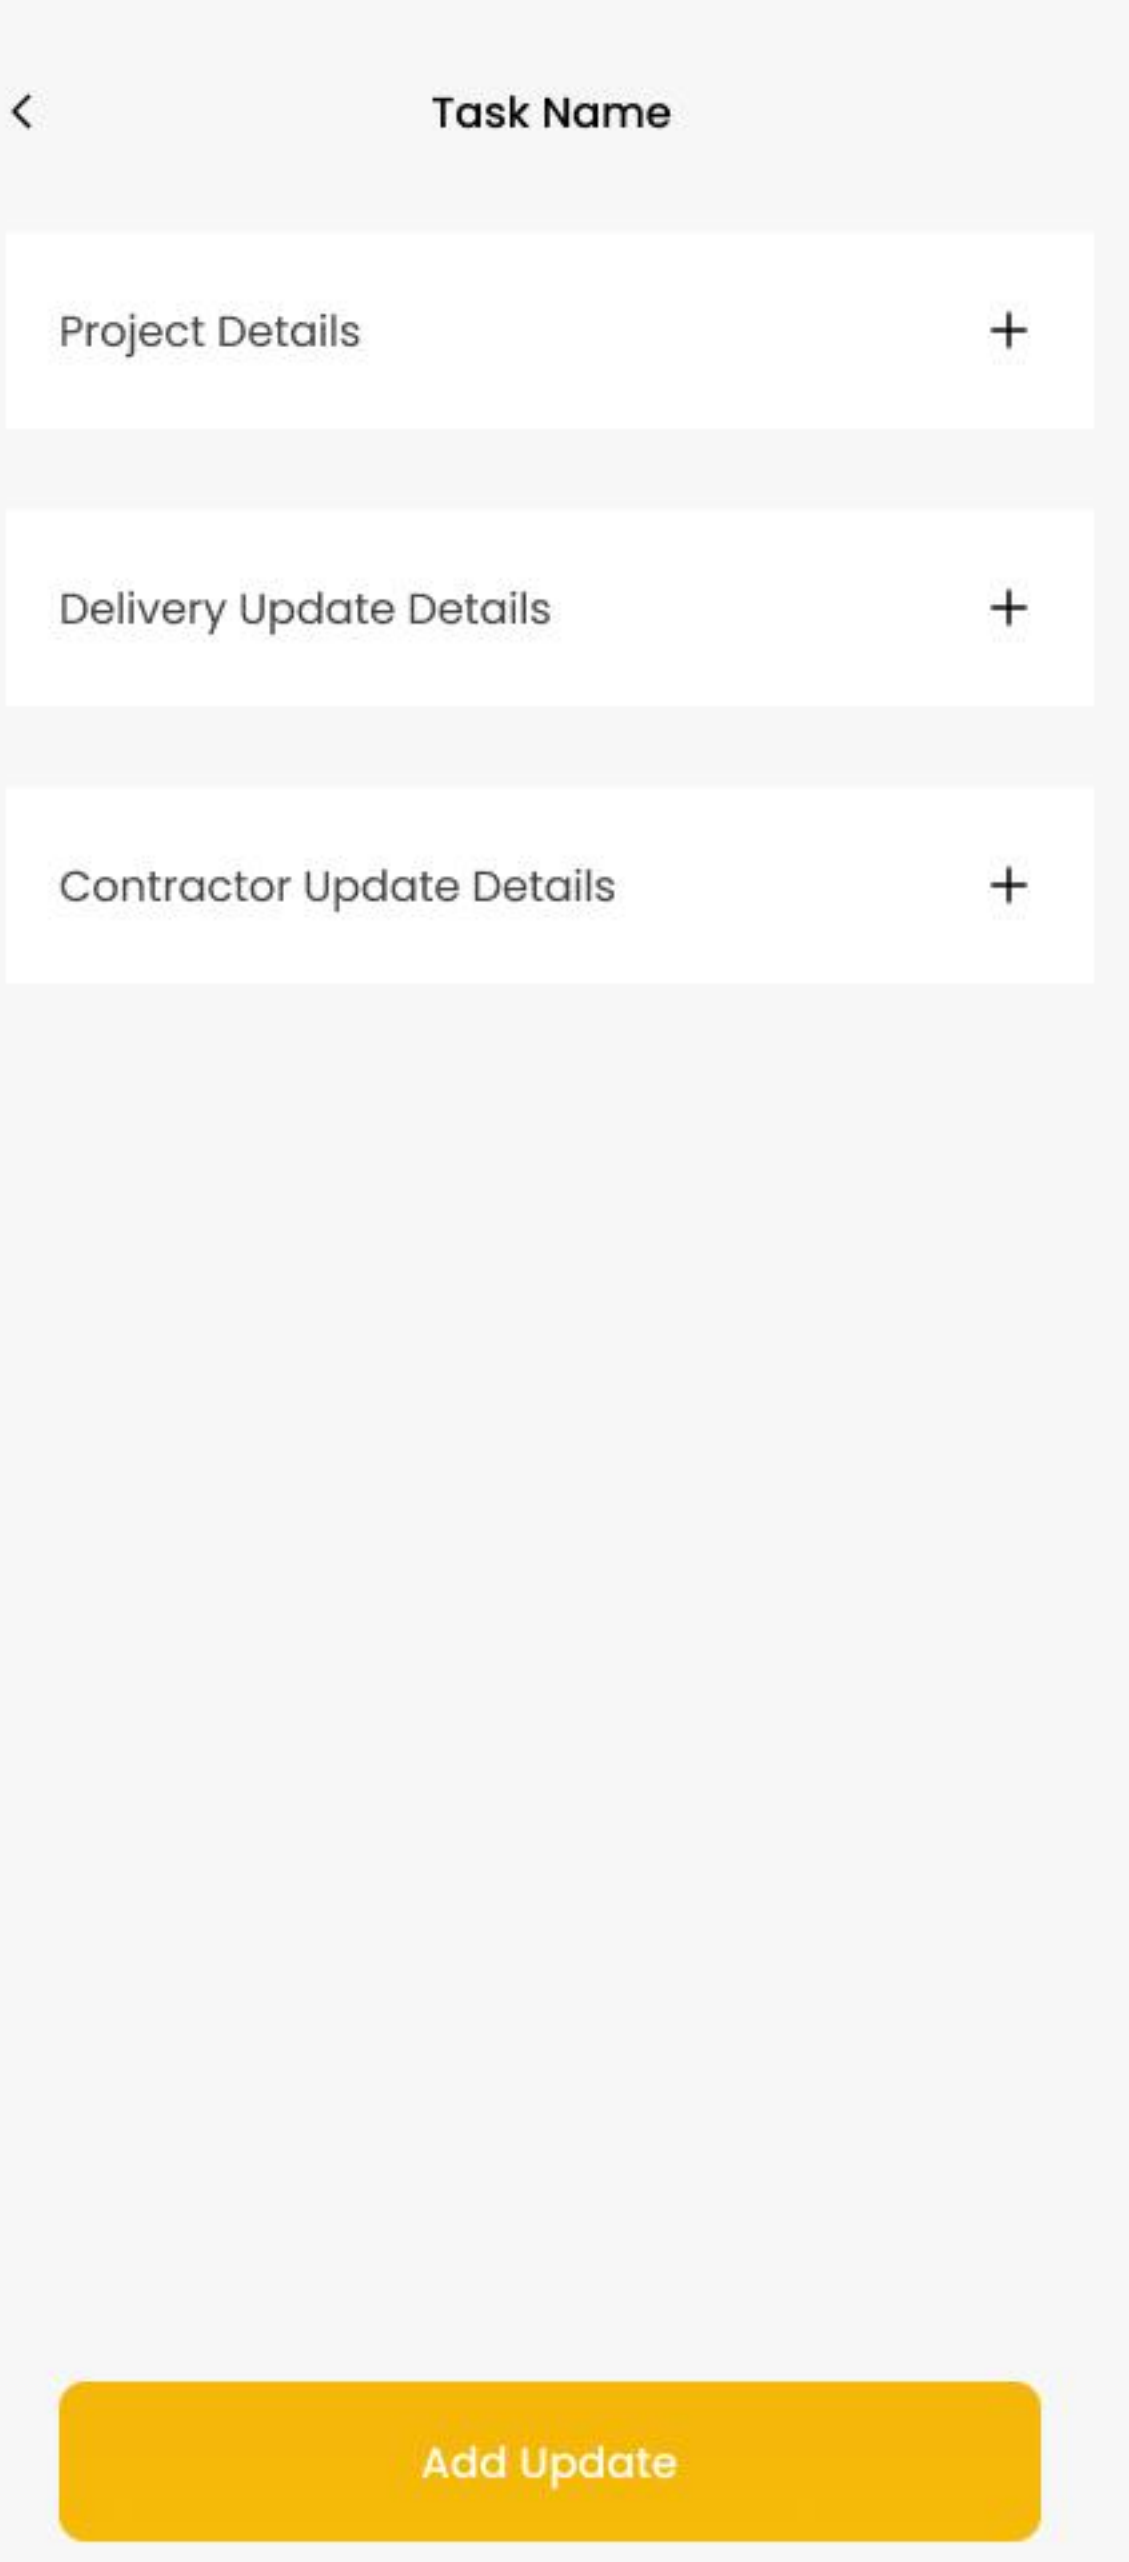 Task Name
Project Details
Delivery Update Details
Contractor Update Details
Add Update